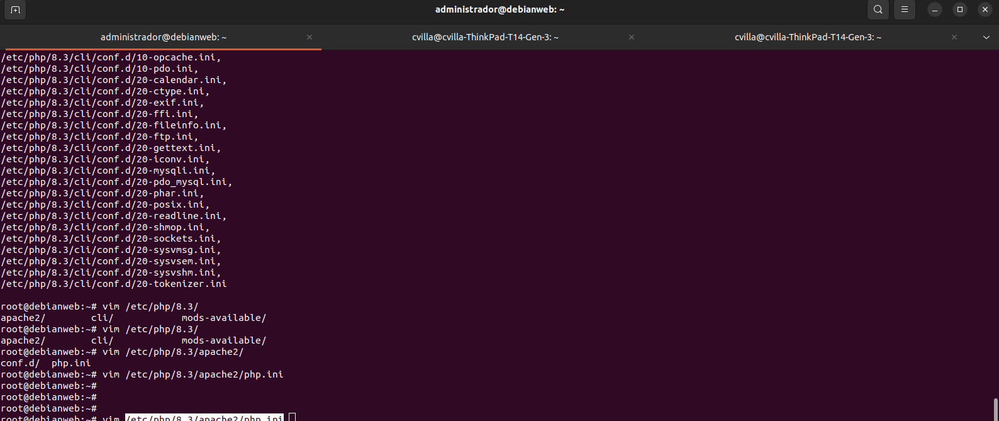 administrador@debianweb: ~
administrador@debianweb: ~
cvilla@cvilla-ThinkPad-T14-Gen-3: ~
cvilla@cvilla-ThinkPad-T14-Gen-3: ~
/etc/php/8.3/cli/conf.d/10-opcache.ini,
/etc/php/8.3/cli/conf.d/10-pdo.ini,
/etc/php/8.3/cli/conf.d/20-calendar.ini,
/etc/php/8.3/cli/conf.d/20-ctype.ini,
/etc/php/8.3/cli/conf.d/20-exif.ini,
/etc/php/8.3/cli/conf.d/20-ffi.ini,
/etc/php/8.3/cli/conf.d/20-fileinfo.ini,
/etc/php/8.3/cli/conf.d/20-ftp.ini,
/etc/php/8.3/cli/conf.d/20-gettext.ini,
/etc/php/8.3/cli/conf.d/20-iconv.ini,
/etc/php/8.3/cli/conf.d/20-mysqli.ini,
/etc/php/8.3/cli/conf.d/20-pdo_mysql.ini,
/etc/php/8.3/cli/conf.d/20-phar.ini,
/etc/php/8.3/cli/conf.d/20-posix.ini,
/etc/php/8.3/cli/conf.d/20-readline.ini,
/etc/php/8.3/cli/conf.d/20-shmop.ini,
/etc/php/8.3/cli/conf.d/20-sockets.ini,
/etc/php/8.3/cli/conf.d/20-sysvmsg.ini,
/etc/php/8.3/cli/conf.d/20-sysvsem.ini,
/etc/php/8.3/cli/conf.d/20-sysvshm.ini,
/etc/php/8.3/cli/conf.d/20-tokenizer.ini
root@debianweb:~# vim /etc/php/8.3/
apache2/        cli/            mods-available/
root@debianweb:~# vim /etc/php/8.3/
apache2/        cli/            mods-available/
root@debianweb:~# vim /etc/php/8.3/apache2/
conf.d/  php.ini
root@debianweb:~# vim /etc/php/8.3/apache2/php.ini
root@debianweb:~#
root@debianweb:~#
root@debianweb:~#
root@debianweb:~# vim /etc/php/8.3/apache2/php.ini